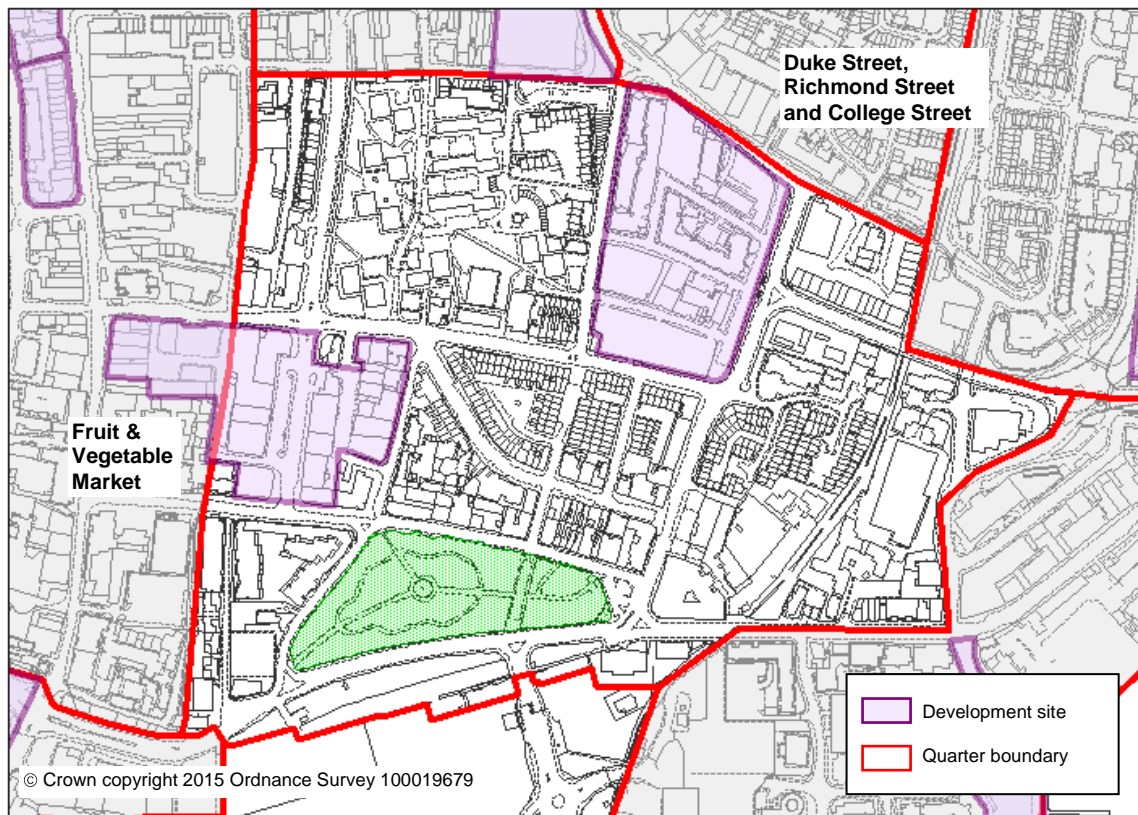 Duke Street,
Richmond Street
and College Street
Fruit &
Vegetable
Market
Development site
Quarter boundary
© Crown copyright 2015 Ordnance Survey 100019679